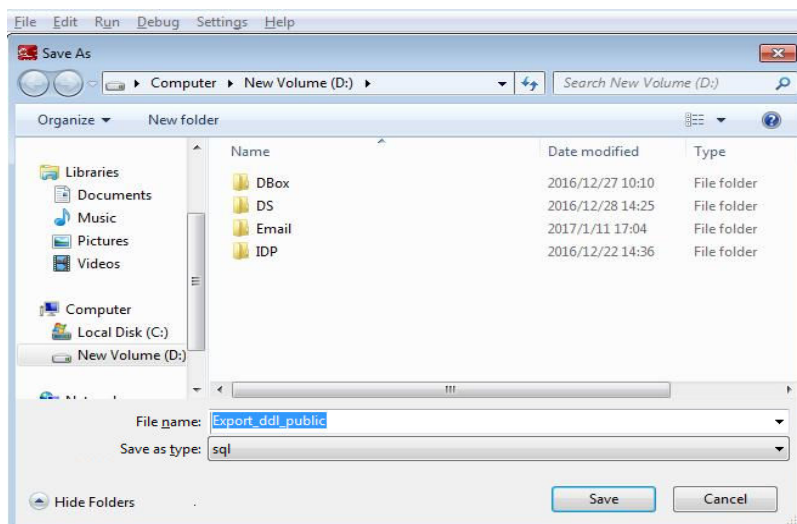 File Edit Run Debug Settings Help
Save As
Computer New Volume (D:)
Search New Volume (D:)
Organize New folder
Name Date modified Type
Libraries
Documents
Music
Pictures
Videos
Computer
Local Disk (C:)
New Volume (D:)
DBox 2016/12/27 10:10 File folder
DS 2016/12/28 14:25 File folder
Email 2017/1/11 17:04 File folder
IDP 2016/12/22 14:36 File folder
File name: Export_ddl_public
Save as type: sql
Hide Folders Save Cancel